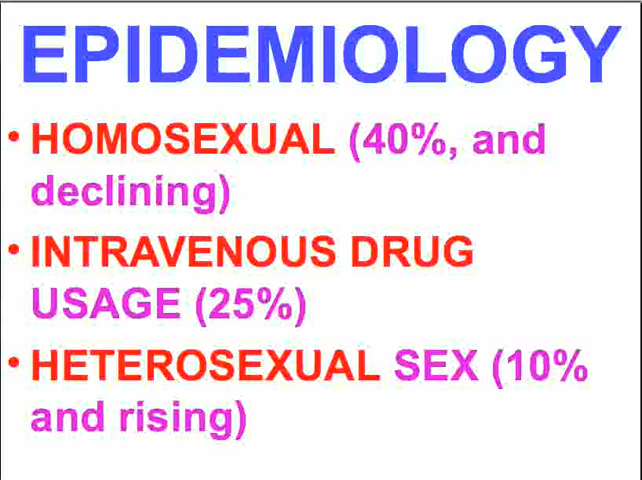 EPIDEMIOLOGY
• HOMOSEXUAL (40%, and
declining)
• INTRAVENOUS DRUG
USAGE (25%)
• HETEROSEXUAL SEX (10%
and rising)